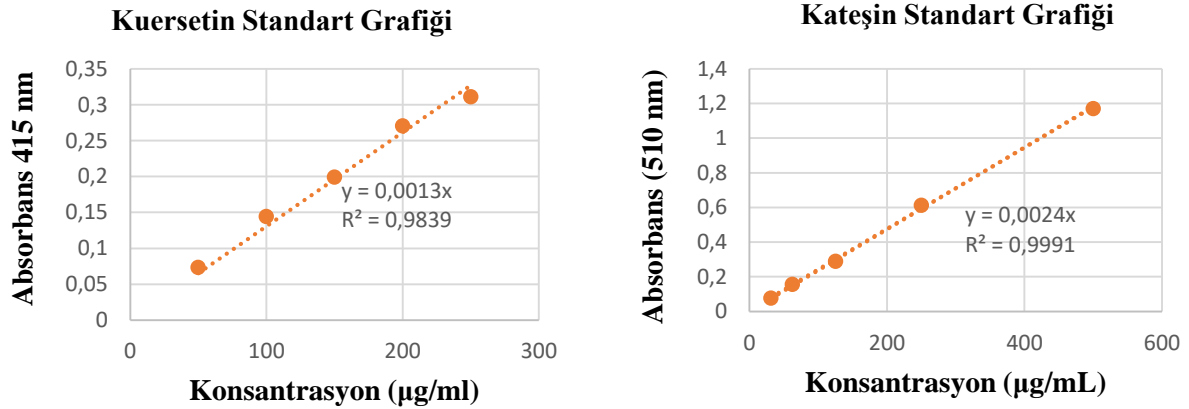 Kuersetin Standart Grafiği
Absorbans 415 nm
0,35
0,3
0,25
0,2
0,15
0,1
0,05
0
y = 0,0013x
R² = 0,9839
0
100
200
300
Konsantrasyon (µg/ml)
Kateşin Standart Grafiği
Absorbans (510 nm)
1,4
1,2
1
0,8
0,6
0,4
0,2
0
y = 0,0024x
R² = 0,9991
0
200
400
600
Konsantrasyon (µg/mL)